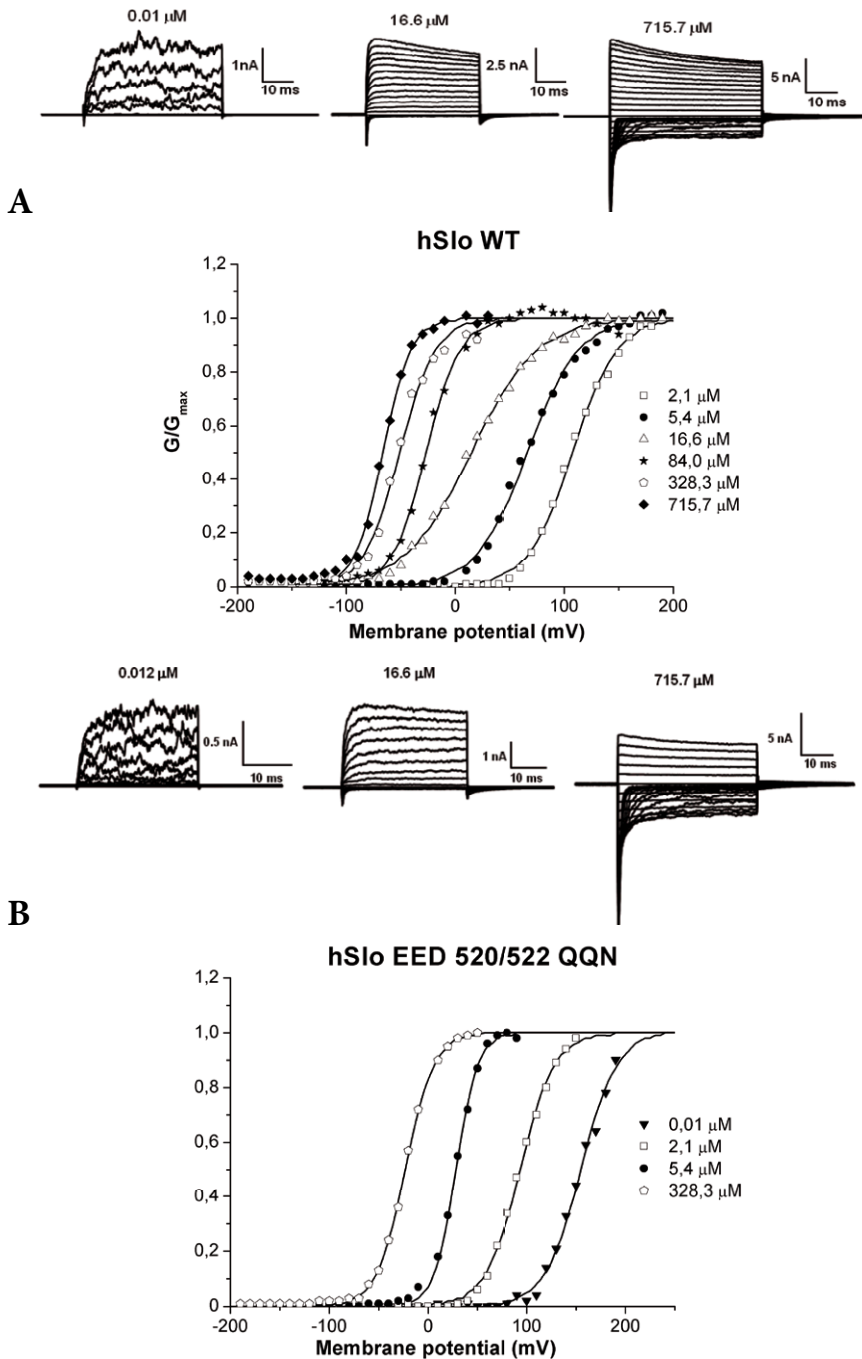 0.01 μM
16.6 μM
715.7 μM
1nA
10 ms
2.5 nA
10 ms
5 nA
10 ms
A
hSlo WT
1,2
1,0
0,8
0,6
0,4
0,2
0
G/Gmax
-200
-100
0
100
200
Membrane potential (mV)
2,1 μM
5,4 μM
16,6 μM
84,0 μM
328,3 μM
715,7 μM
0.012 μM
16.6 μM
715.7 μM
0.5 nA
10 ms
1 nA
10 ms
5 nA
10 ms
B
hSlo EED 520/522 QQN
1,2
1,0
0,8
0,6
0,4
0,2
0
-200
-100
0
100
200
Membrane potential (mV)
0,01 μM
2,1 μM
5,4 μM
328,3 μM